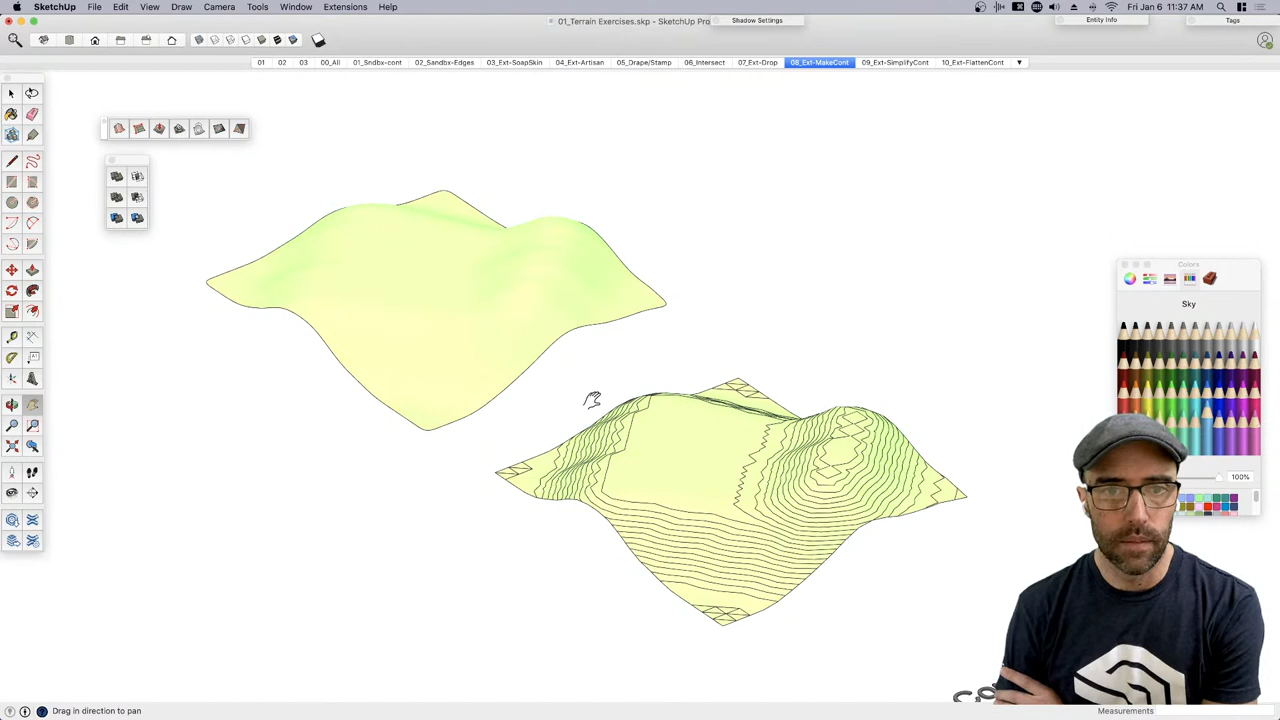 SketchUp File Edit View Draw Camera Tools Window Extensions Help
Fri Jan 6 11:37 AM
01_Terrain Exercises.skp - SketchUp Pro
Shadow Settings
Entity Info
Tags
01 02 03 00_All 01_Sndbx-cont 02_Sandbx-Edges 03_Ext-SoapSkin 04_Ext-Artisan 05_Drape/Stamp 06_Intersect 07_Ext-Drop 08_Ext-MakeCont 09_Ext-SimplifyCont 10_Ext-FlattenCont
Colors
Sky
100%
Drag in direction to pan
Measurements